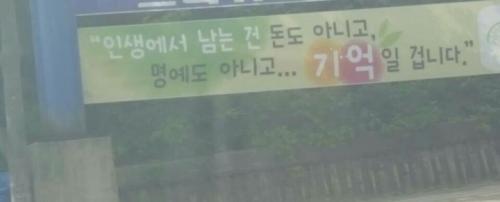 "인생에서 남는 건 돈도 아니고,
명예도 아니고... 기억일 겁니다."